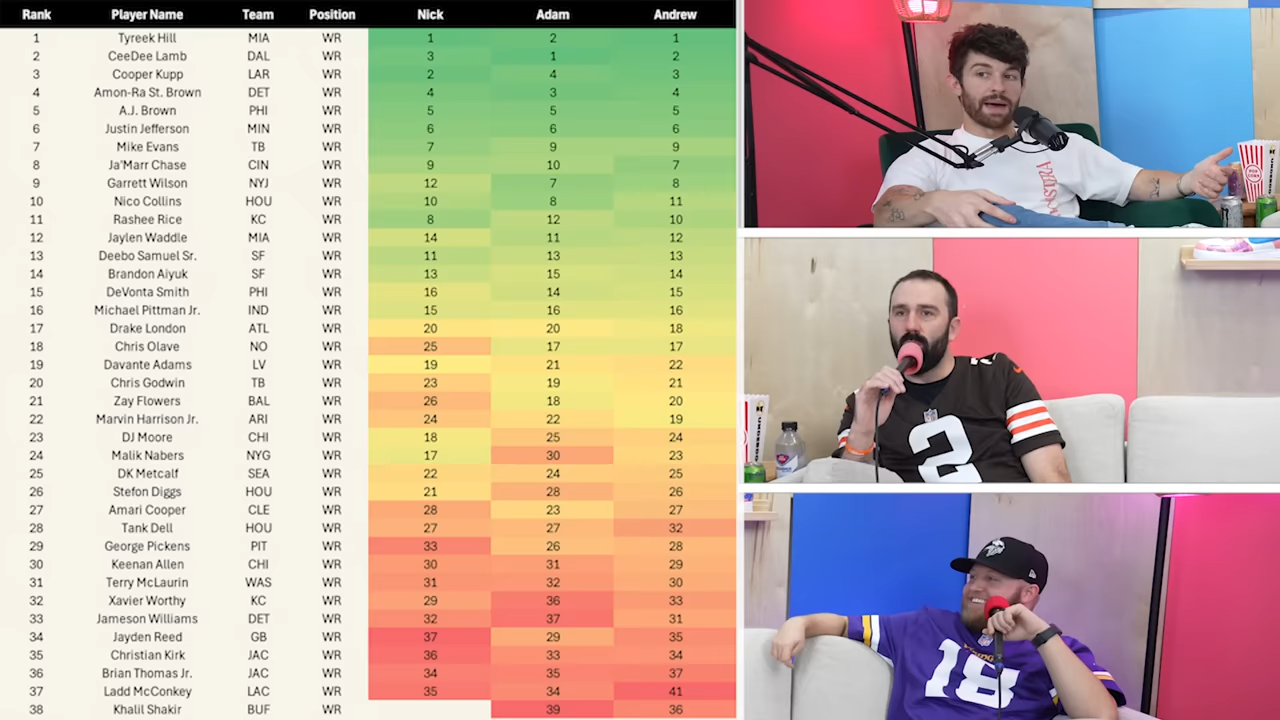 Rank Player Name Team Position Nick Adam Andrew
1 Tyreek Hill MIA WR 1 2 1
2 CeeDee Lamb DAL WR 3 1 2
3 Cooper Kupp LAR WR 2 4 3
4 Amon-Ra St. Brown DET WR 4 3 4
5 A.J. Brown PHI WR 5 5 5
6 Justin Jefferson MIN WR 6 6 6
7 Mike Evans TB WR 7 9 9
8 Ja'Marr Chase CIN WR 9 10 7
9 Garrett Wilson NYJ WR 12 7 8
10 Nico Collins HOU WR 10 8 11
11 Rashee Rice KC WR 8 12 10
12 Jaylen Waddle MIA WR 14 11 12
13 Deebo Samuel Sr. SF WR 11 13 13
14 Brandon Aiyuk SF WR 13 15 14
15 DeVonta Smith PHI WR 16 14 15
16 Michael Pittman Jr. IND WR 15 16 16
17 Drake London ATL WR 20 20 18
18 Chris Olave NO WR 25 17 17
19 Davante Adams LV WR 19 21 22
20 Chris Godwin TB WR 23 19 21
21 Zay Flowers BAL WR 26 18 20
22 Marvin Harrison Jr. ARI WR 24 22 19
23 DJ Moore CHI WR 18 25 24
24 Malik Nabers NYG WR 17 30 23
25 DK Metcalf SEA WR 22 24 25
26 Stefon Diggs HOU WR 21 28 26
27 Amari Cooper CLE WR 28 23 27
28 Tank Dell HOU WR 27 27 32
29 George Pickens PIT WR 33 26 28
30 Keenan Allen CHI WR 30 31 29
31 Terry McLaurin WAS WR 31 32 30
32 Xavier Worthy KC WR 29 36 33
33 Jameson Williams DET WR 32 37 31
34 Jayden Reed GB WR 37 29 35
35 Christian Kirk JAC WR 36 33 34
36 Brian Thomas Jr. JAC WR 34 35 37
37 Ladd McConkey LAC WR 35 34 41
38 Khalil Shakir BUF WR 39 36
2
18